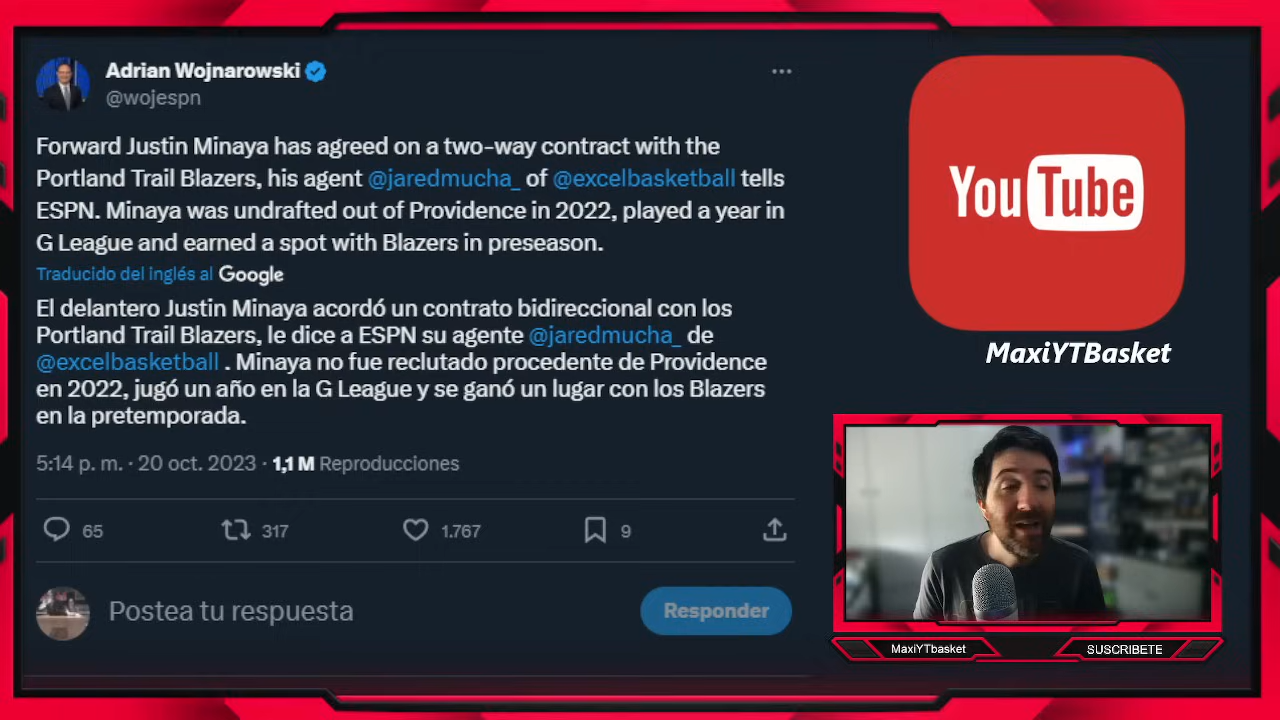 Adrian Wojnarowski
@wojespn
Forward Justin Minaya has agreed on a two-way contract with the
Portland Trail Blazers, his agent @jaredmucha_ of @excelbasketball tells
ESPN. Minaya was undrafted out of Providence in 2022, played a year in
G League and earned a spot with Blazers in preseason.
Traducido del inglés al Google
El delantero Justin Minaya acordó un contrato bidireccional con los
Portland Trail Blazers, le dice a ESPN su agente @jaredmucha_ de
@excelbasketball . Minaya no fue reclutado procedente de Providence
en 2022, jugó un año en la G League y se ganó un lugar con los Blazers
en la pretemporada.
5:14 p. m. · 20 oct. 2023 · 1,1 M Reproducciones
65 317 1.767 9
Postea tu respuesta
Responder
YouTube
MaxiYTBasket
MaxiYTbasket
SUSCRIBETE